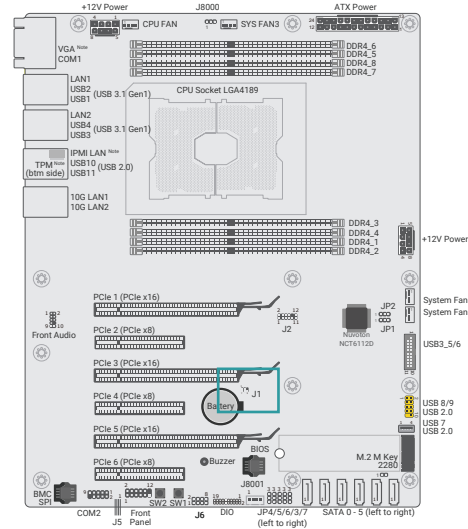 +12V Power
J8000
ATX Power
CPU FAN
SYS FAN3
VGA Note
COM1
DDR4_6
DDR4_5
DDR4_8
DDR4_7
LAN1
USB2
USB1
(USB 3.1 Gen1)
CPU Socket LGA4189
LAN2
USB4
USB3
(USB 3.1 Gen1)
IPMI LAN Note
TPM Note
(btm side)
USB10
USB11
(USB 2.0)
10G LAN1
10G LAN2
DDR4_3
DDR4_4
DDR4_1
DDR4_2
+12V Power
PCIe 1 (PCIe x16)
System Fan
System Fan
JP2
JP1
J2
Nuvoton
NCT6112D
Front Audio
PCIe 2 (PCIe x8)
USB3_5/6
PCIe 3 (PCIe x16)
J1
PCIe 4 (PCIe x8)
Battery
USB 8/9
USB 2.0
USB 7
USB 2.0
PCIe 5 (PCIe x16)
BIOS
M.2 M Key
2280
PCIe 6 (PCIe x8)
Buzzer
J8001
BMC
SPI
COM2
J5
Front
Panel
SW2
SW1
J6
DIO
JP4/5/6/3/7
(left to right)
SATA 0 - 5 (left to right)